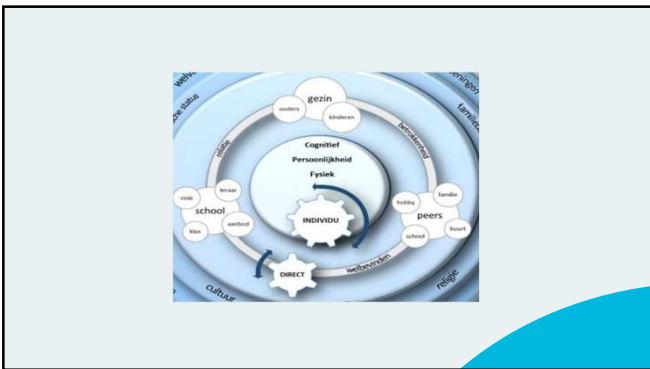 gezin
ouders
kinderen
relatie
betrokkenheid
Cognitief
Persoonlijkheid
Fysiek
INDIVIDU
visie
leraar
school
klas
aanbod
hobby
familie
peers
school
buurt
DIRECT
welbevinden
cultuur
religie